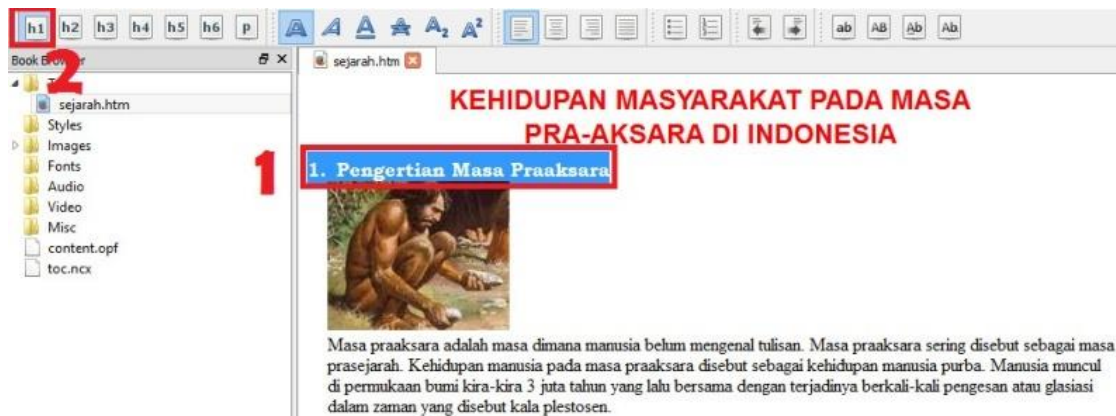 h1 h2 h3 h4 h5 h6 P A A A A A₂ A² ab AB Ab Ab
2
Book
sejarah.htm
sejarah.htm
Styles
Images
Fonts
Audio
Video
Misc
content.opf
toc.ncx
KEHIDUPAN MASYARAKAT PADA MASA
PRA-AKSARA DI INDONESIA
1
1. Pengertian Masa Praaksara
Masa praaksara adalah masa dimana manusia belum mengenal tulisan. Masa praaksara sering disebut sebagai masa
prasejarah. Kehidupan manusia pada masa praaksara disebut sebagai kehidupan manusia purba. Manusia muncul
di permukaan bumi kira-kira 3 juta tahun yang lalu bersama dengan terjadinya berkali-kali pengesan atau glasiasi
dalam zaman yang disebut kala plestosen.